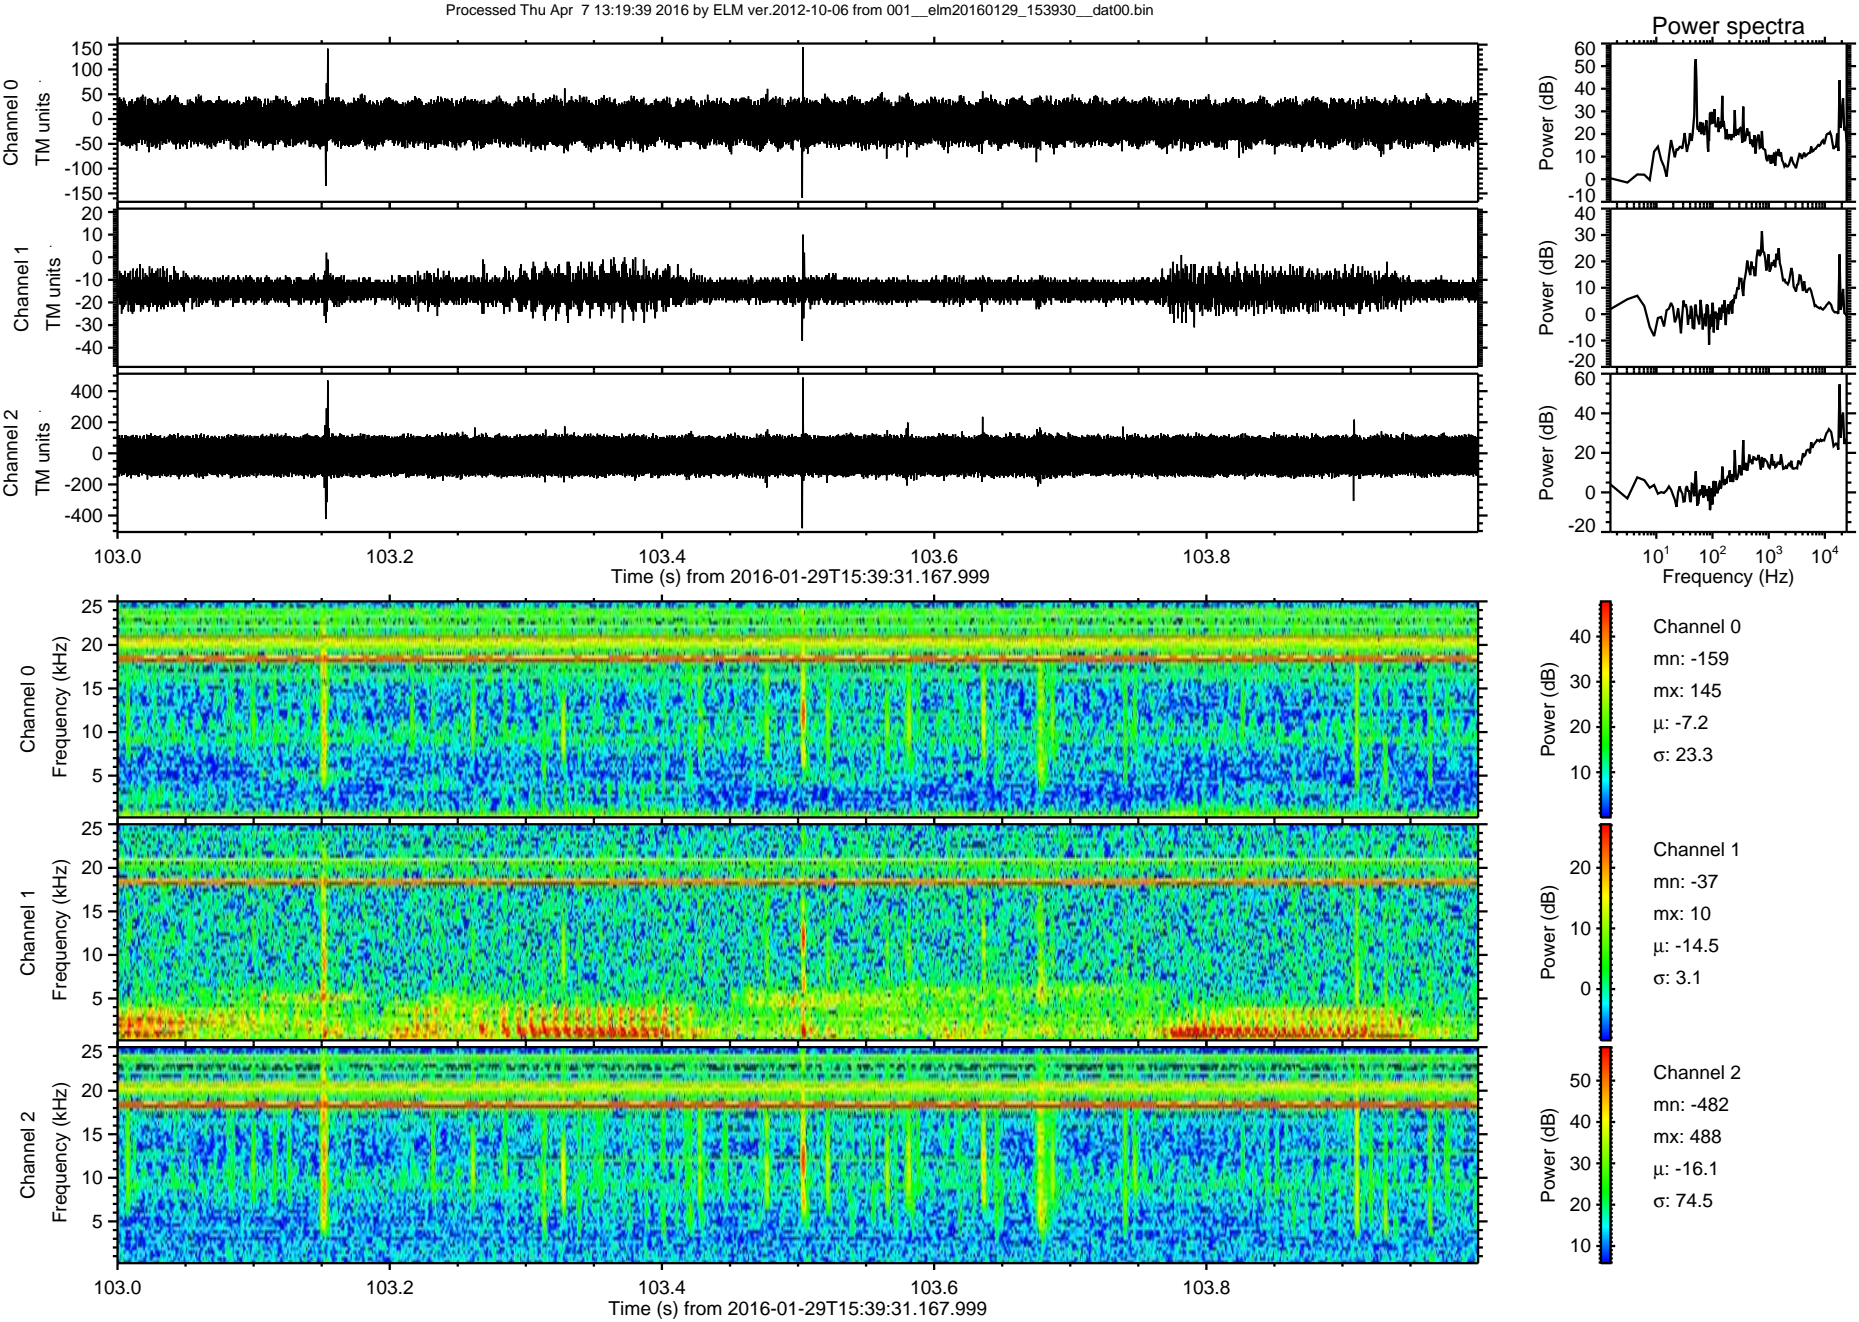 Processed Thu Apr  7 13:19:39 2016 by ELM ver.2012-10-06 from 001__elm20160129_153930__dat00.bin
Power spectra
Channel 0
TM units
150
100
50
0
-50
-100
-150
Power (dB)
60
50
40
30
20
10
0
-10
Channel 1
TM units
20
10
0
-10
-20
-30
-40
Power (dB)
40
30
20
10
0
-10
-20
Channel 2
TM units
400
200
0
-200
-400
Power (dB)
60
40
20
0
-20
103.0 103.2 103.4 103.6 103.8
Time (s) from 2016-01-29T15:39:31.167.999
10^1 10^2 10^3 10^4
Frequency (Hz)
Channel 0
Frequency (kHz)
25
20
15
10
5
Power (dB)
40
30
20
10
Channel 0
mn: -159
mx: 145
μ: -7.2
σ: 23.3
Channel 1
Frequency (kHz)
25
20
15
10
5
Power (dB)
20
10
0
Channel 1
mn: -37
mx: 10
μ: -14.5
σ: 3.1
Channel 2
Frequency (kHz)
25
20
15
10
5
Power (dB)
50
40
30
20
10
Channel 2
mn: -482
mx: 488
μ: -16.1
σ: 74.5
103.0 103.2 103.4 103.6 103.8
Time (s) from 2016-01-29T15:39:31.167.999